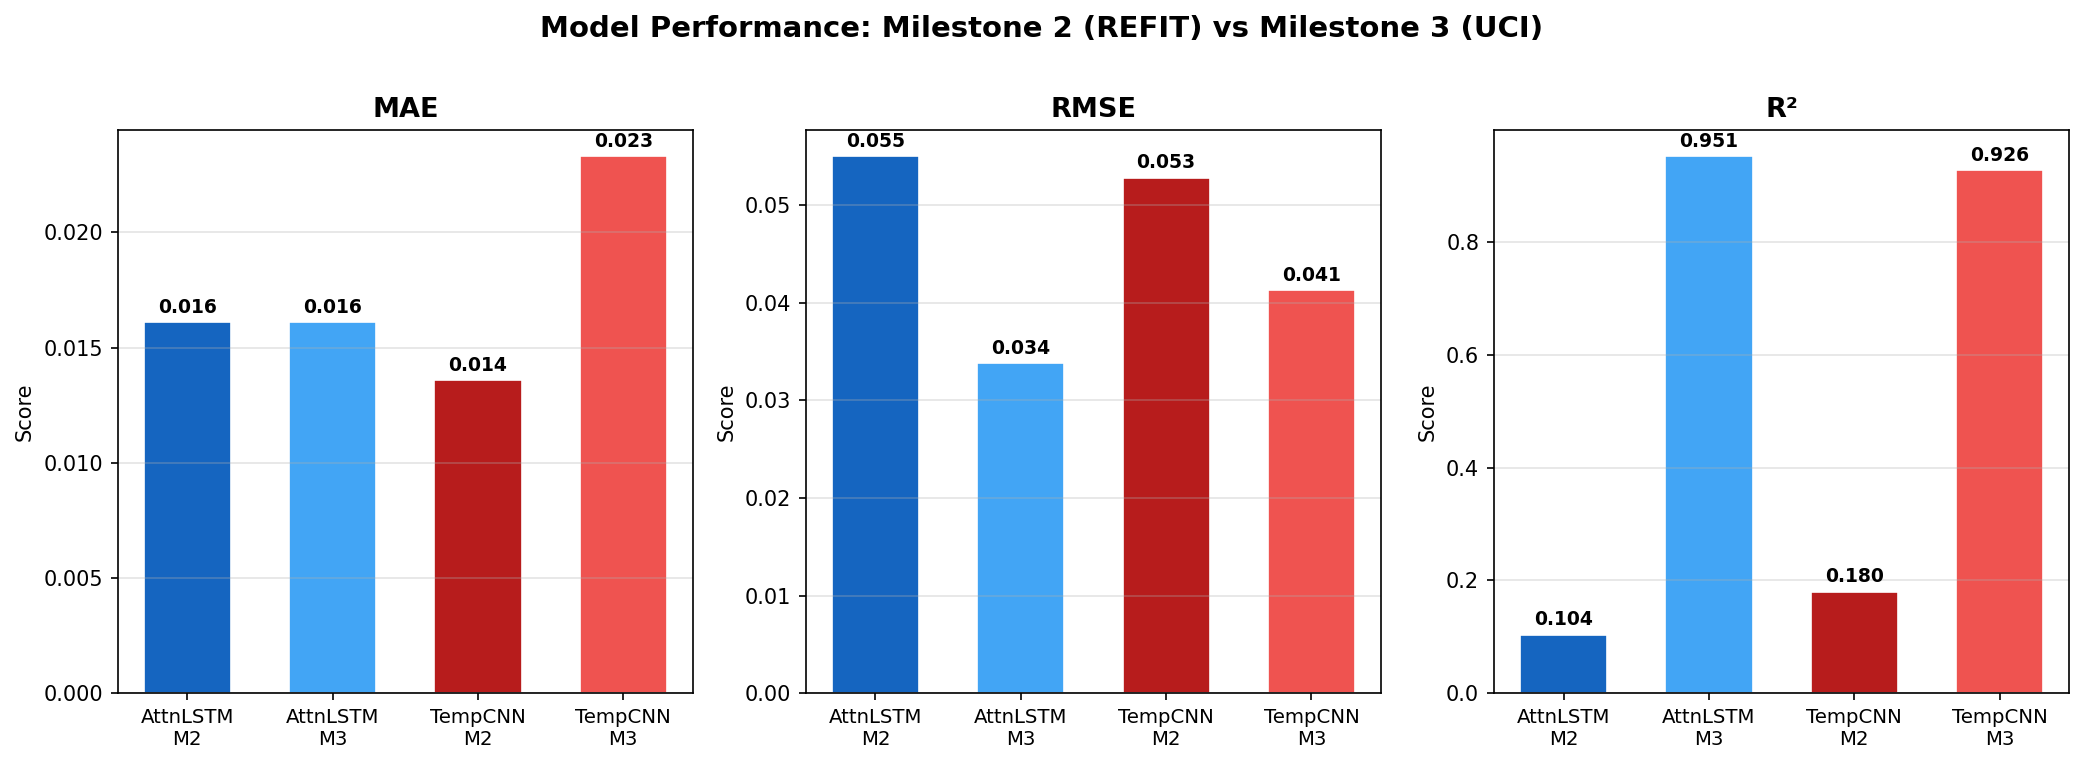 Model Performance: Milestone 2 (REFIT) vs Milestone 3 (UCI)
MAE
Score
0.020
0.015
0.010
0.005
0.000
0.016
0.016
0.014
0.023
AttnLSTM
M2
AttnLSTM
M3
TempCNN
M2
TempCNN
M3
RMSE
Score
0.05
0.04
0.03
0.02
0.01
0.00
0.055
0.034
0.053
0.041
AttnLSTM
M2
AttnLSTM
M3
TempCNN
M2
TempCNN
M3
R²
Score
0.8
0.6
0.4
0.2
0.0
0.104
0.951
0.180
0.926
AttnLSTM
M2
AttnLSTM
M3
TempCNN
M2
TempCNN
M3